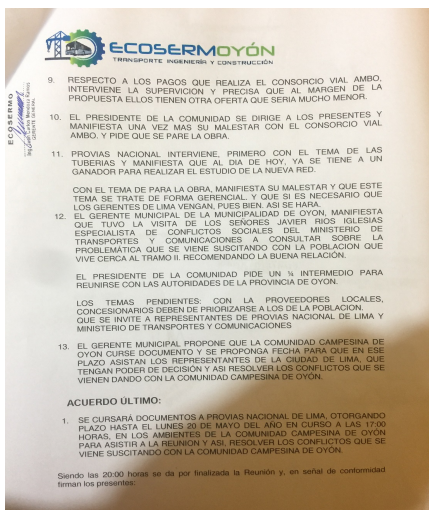 ECOSERMOYÓN
TRANSPORTE INGENIERÍA Y CONSTRUCCIÓN
ECOSERMO
GERENTE GENERAL
9. RESPECTO A LOS PAGOS QUE REALIZA EL CONSORCIO VIAL AMBO,
INTERVIENE LA SUPERVICION Y PRECISA QUE AL MARGEN DE LA
PROPUESTA ELLOS TIENEN OTRA OFERTA QUE SERIA MUCHO MENOR.
10. EL PRESIDENTE DE LA COMUNIDAD SE DIRIGE A LOS PRESENTES Y
MANIFIESTA UNA VEZ MAS SU MALESTAR CON EL CONSORCIO VIAL
AMBO. Y PIDE QUE SE PARE LA OBRA.
11. PROVIAS NACIONAL INTERVIENE, PRIMERO CON EL TEMA DE LAS
TUBERIAS Y MANIFIESTA QUE AL DIA DE HOY, YA SE TIENE A UN
GANADOR PARA REALIZAR EL ESTUDIO DE LA NUEVA RED.
CON EL TEMA DE PARA LA OBRA, MANIFIESTA SU MALESTAR Y QUE ESTE
TEMA SE TRATE DE FORMA GERENCIAL. Y QUE SI ES NECESARIO QUE
LOS GERENTES DE LIMA VENGAN, PUES BIEN. ASI SE HARA.
12. EL GERENTE MUNICIPAL DE LA MUNICIPALIDAD DE OYON, MANIFIESTA
QUE TUVO LA VISITA DE LOS SEÑORES JAVIER RIOS IGLESIAS
ESPECIALISTA DE CONFLICTOS SOCIALES DEL MINISTERIO DE
TRANSPORTES Y COMUNICACIONES A CONSULTAR SOBRE LA
PROBLEMÁTICA QUE SE VIENE SUSCITANDO CON LA POBLACIÓN QUE
VIVE CERCA AL TRAMO II. RECOMENDANDO LA BUENA RELACIÓN.
EL PRESIDENTE DE LA COMUNIDAD PIDE UN ¼ INTERMEDIO PARA
REUNIRSE CON LAS AUTORIDADES DE LA PROVINCIA DE OYON.
LOS TEMAS PENDIENTES: CON LA PROVEEDORES LOCALES,
CONCESIONARIOS DEBEN DE PRIORIZARSE A LOS DE LA POBLACION.
QUE SE INVITE A REPRESENTANTES DE PROVIAS NACIONAL DE LIMA Y
MINISTERIO DE TRANSPORTES Y COMUNICACIONES
13. EL GERENTE MUNICIPAL PROPONE QUE LA COMUNIDAD CAMPESINA DE
OYON CURSE DOCUMENTO Y SE PROPONGA FECHA PARA QUE EN ESE
PLAZO ASISTAN LOS REPRESENTANTES DE LA CIUDAD DE LIMA, QUE
TENGAN PODER DE DECISIÓN Y ASI RESOLVER LOS CONFLICTOS QUE SE
VIENEN DANDO CON LA COMUNIDAD CAMPESINA DE OYÓN.
ACUERDO ÚLTIMO:
1. SE CURSARÁ DOCUMENTOS A PROVIAS NACIONAL DE LIMA, OTORGANDO
PLAZO HASTA EL LUNES 20 DE MAYO DEL AÑO EN CURSO A LAS 17:00
HORAS, EN LOS AMBIENTES DE LA COMUNIDAD CAMPESINA DE OYÓN
PARA ASISTIR A LA REUNIÓN Y ASI, RESOLVER LOS CONFLICTOS QUE SE
VIENE SUSCITANDO CON LA COMUNIDAD CAMPESINA DE OYÓN.
Siendo las 20:00 horas se da por finalizada la Reunión y, en señal de conformidad
firman los presentes: